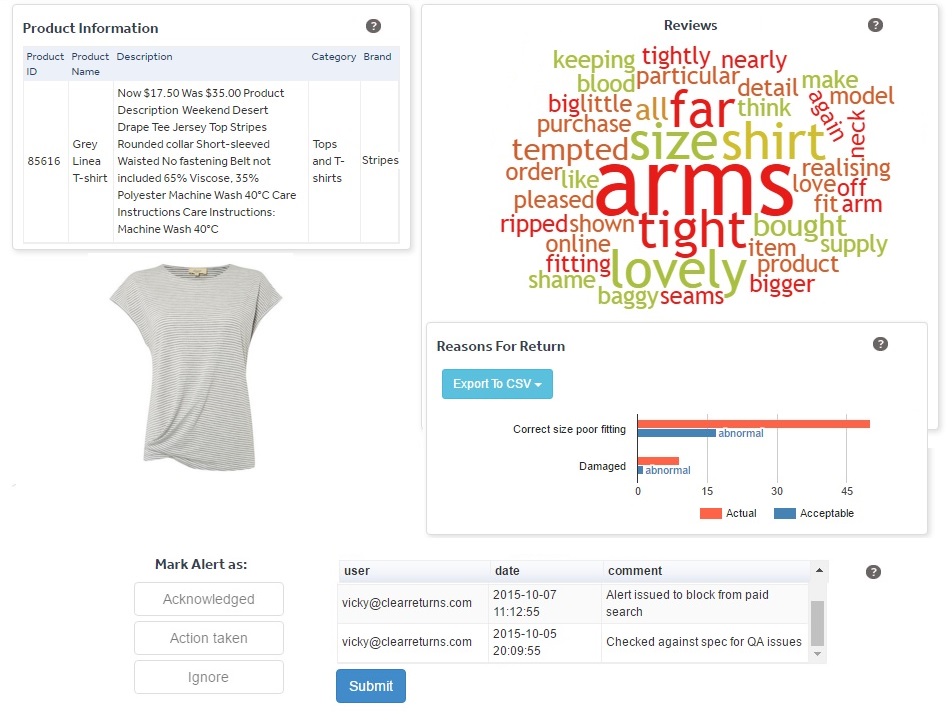 Product Information
?
Product ID
Product Name
Description
Category
Brand
85616
Grey
Linea
T-shirt
Now $17.50 Was $35.00 Product
Description Weekend Desert
Drape Tee Jersey Top Stripes
Rounded collar Short-sleeved
Waisted No fastening Belt not
included 65% Viscose, 35%
Polyester Machine Wash 40°C Care
Instructions Care Instructions:
Machine Wash 40°C
Tops
and T-
shirts
Stripes
Reviews
?
keeping tightly nearly
blood particular detail make
big little all far think again model
purchase size shirt neck
tempted realising
order like arms love off
pleased fit arm
ripped shown tight bought
online item supply
fitting lovely product
shame bigger
baggy seams
Reasons For Return
?
Export To CSV
Correct size poor fitting
abnormal
Damaged
abnormal
0 15 30 45
Actual Acceptable
Mark Alert as:
Acknowledged
Action taken
Ignore
user date comment
?
vicky@clearreturns.com
2015-10-07
11:12:55
Alert issued to block from paid
search
vicky@clearreturns.com
2015-10-05
20:09:55
Checked against spec for QA issues
Submit